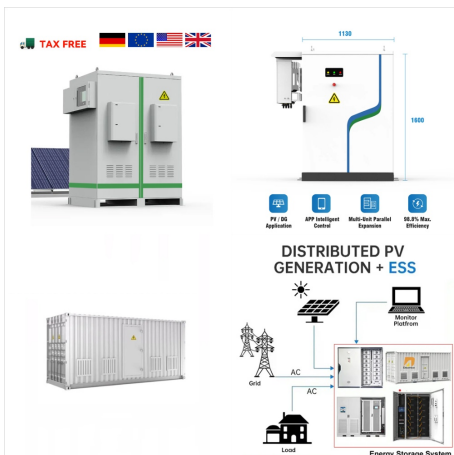 TAX FREE
1130
1600
PV / DG
Application
APP Intelligent
Control
Multi-Unit Parallel
Expansion
98.8% Max.
Efficiency
DISTRIBUTED PV
GENERATION + ESS
Monitor
Plotfrom
Grid
AC
AC
Load
Energy Storage System